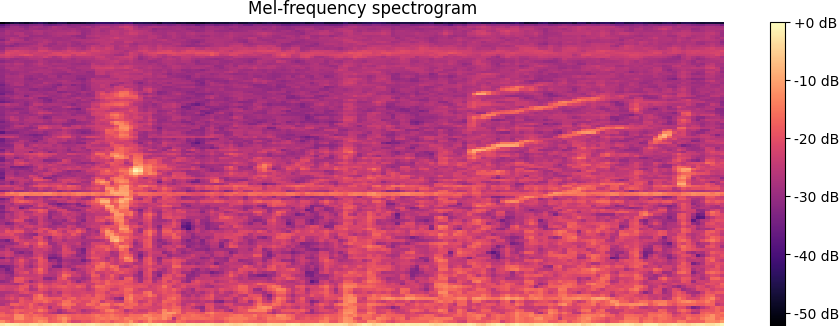 Mel-frequency spectrogram
+0 dB
-10 dB
-20 dB
-30 dB
-40 dB
-50 dB